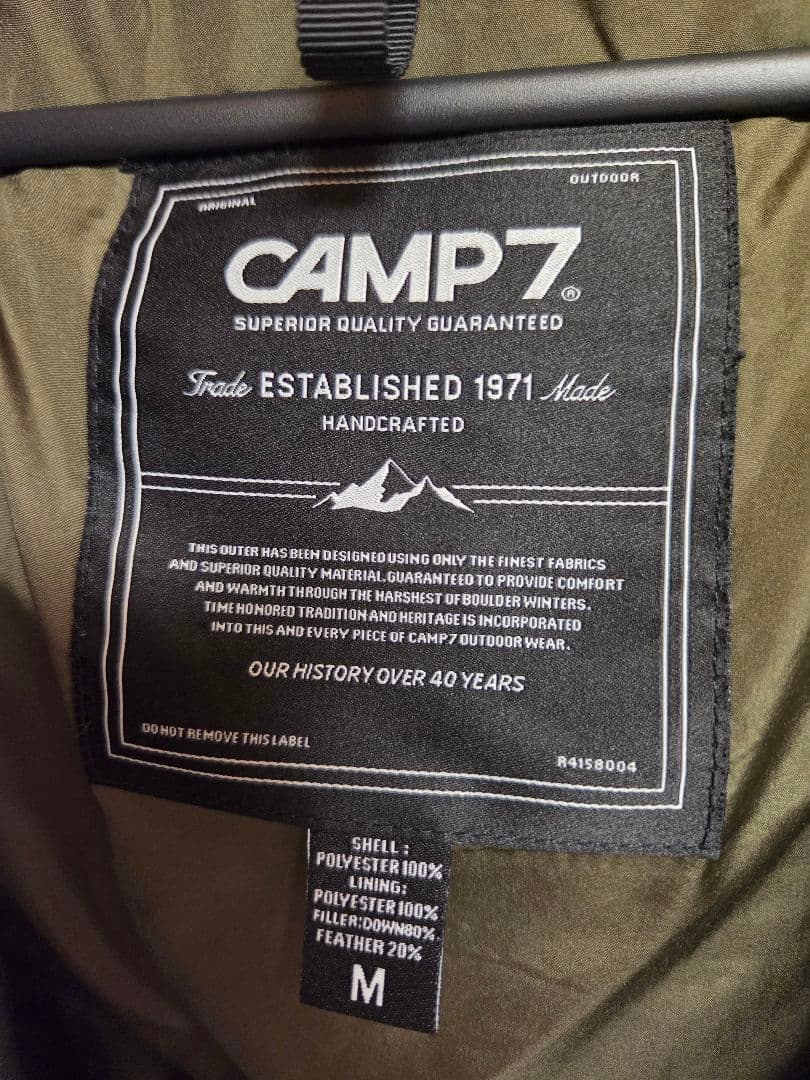 ORIGINAL
OUTDOOR
CAMP7®
SUPERIOR QUALITY GUARANTEED
Trade ESTABLISHED 1971 Made
HANDCRAFTED
THIS OUTER HAS BEEN DESIGNED USING ONLY THE FINEST FABRICS
AND SUPERIOR QUALITY MATERIAL.GUARANTEED TO PROVIDE COMFORT
AND WARMTH THROUGH THE HARSHEST OF BOULDER WINTERS.
TIME HONORED TRADITION AND HERITAGE IS INCORPORATED
INTO THIS AND EVERY PIECE OF CAMP7 OUTDOOR WEAR.
OUR HISTORY OVER 40 YEARS
DO NOT REMOVE THIS LABEL
R4158004
SHELL:
POLYESTER 100%
LINING:
POLYESTER 100%
FILLER:DOWN80%
FEATHER 20%
M